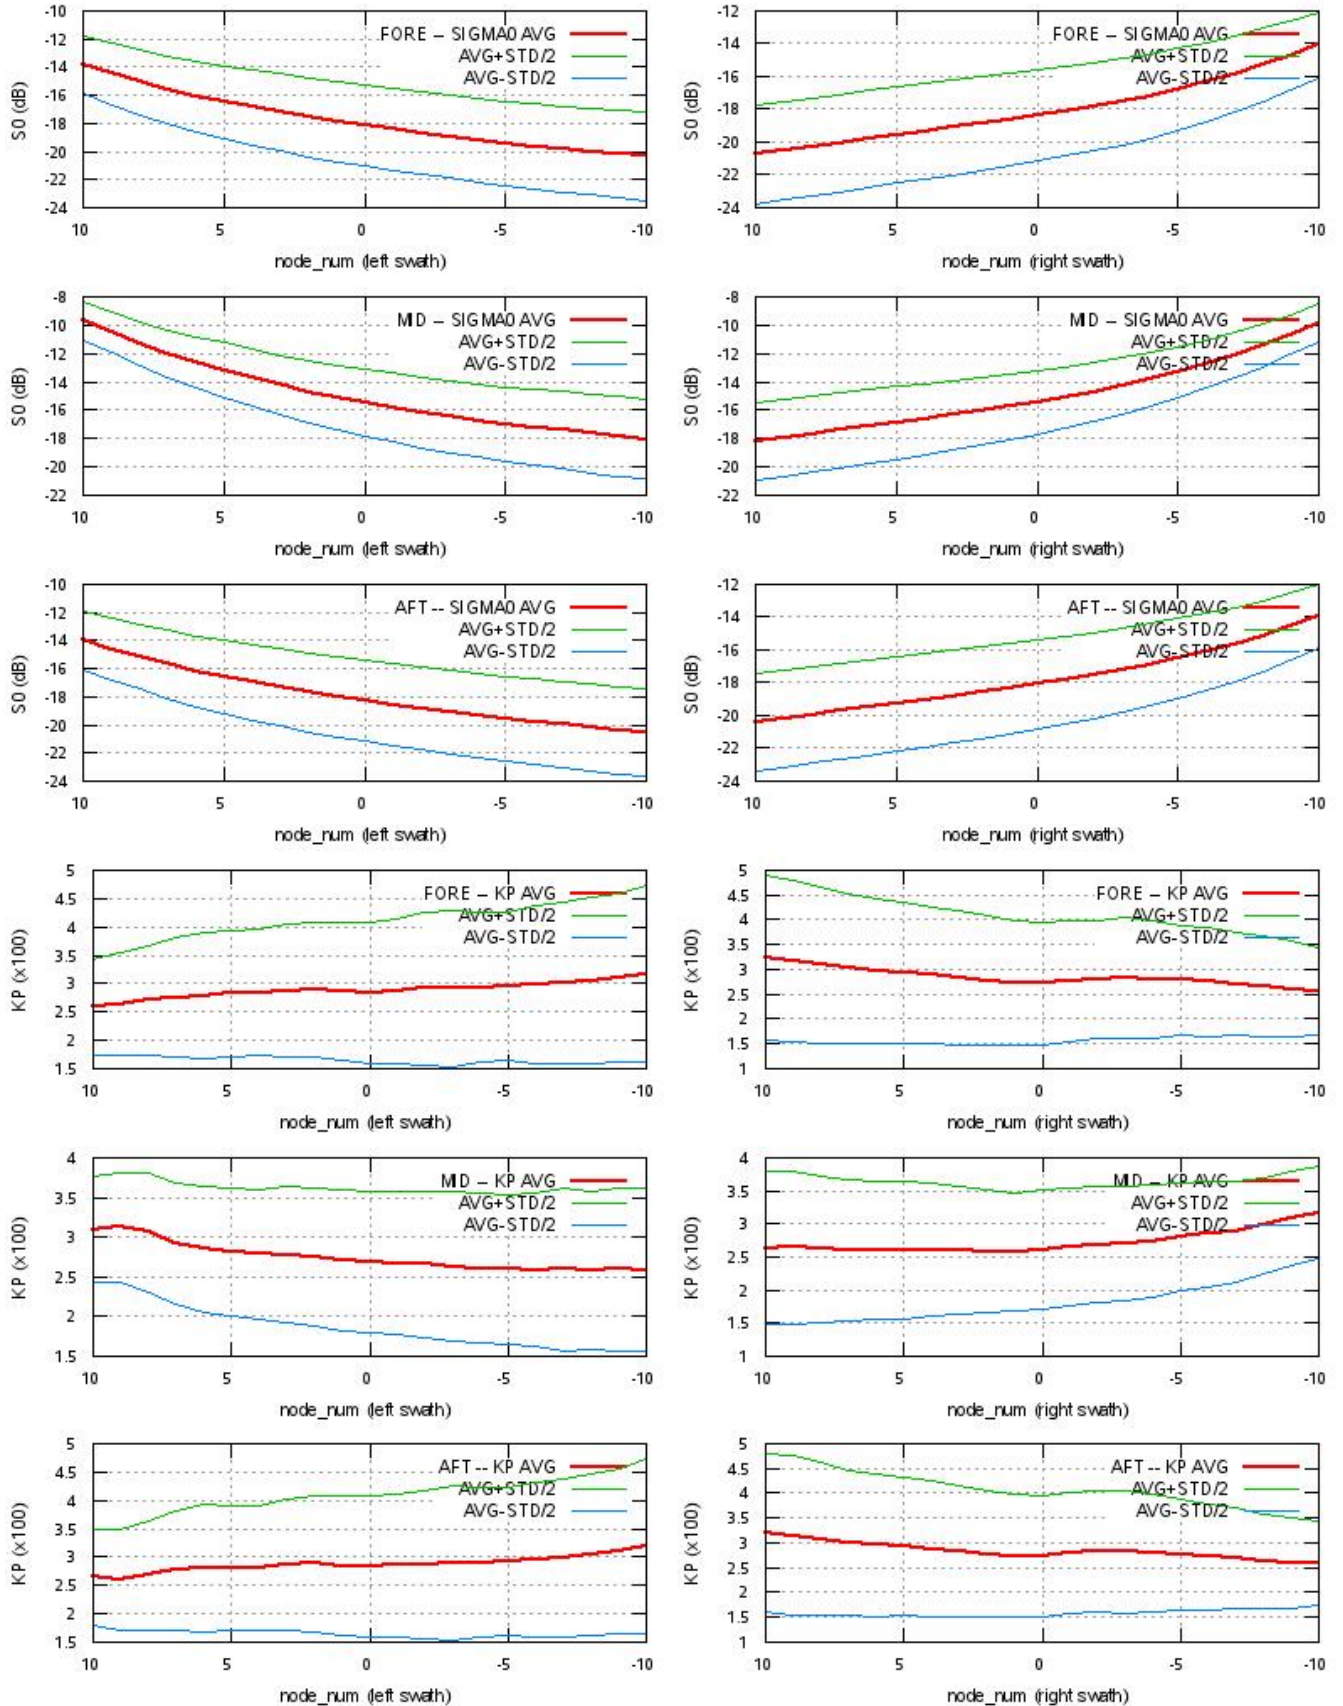 -10
-12
-14
-16
-18
-20
-22
-24
S0 (dB)
FORE -- SIGMA0 AVG
AVG+STD/2
AVG-STD/2
10 5 0 -5 -10
node_num (left swath)
-12
-14
-16
-18
-20
-22
-24
S0 (dB)
FORE -- SIGMA0 AVG
AVG+STD/2
AVG-STD/2
10 5 0 -5 -10
node_num (right swath)
-8
-10
-12
-14
-16
-18
-20
-22
S0 (dB)
MID -- SIGMA0 AVG
AVG+STD/2
AVG-STD/2
10 5 0 -5 -10
node_num (left swath)
-8
-10
-12
-14
-16
-18
-20
-22
S0 (dB)
MID -- SIGMA0 AVG
AVG+STD/2
AVG-STD/2
10 5 0 -5 -10
node_num (right swath)
-10
-12
-14
-16
-18
-20
-22
-24
S0 (dB)
AFT -- SIGMA0 AVG
AVG+STD/2
AVG-STD/2
10 5 0 -5 -10
node_num (left swath)
-12
-14
-16
-18
-20
-22
-24
S0 (dB)
AFT -- SIGMA0 AVG
AVG+STD/2
AVG-STD/2
10 5 0 -5 -10
node_num (right swath)
5
4.5
4
3.5
3
2.5
2
1.5
KP (x100)
FORE -- KP AVG
AVG+STD/2
AVG-STD/2
10 5 0 -5 -10
node_num (left swath)
5
4.5
4
3.5
3
2.5
2
1.5
1
KP (x100)
FORE -- KP AVG
AVG+STD/2
AVG-STD/2
10 5 0 -5 -10
node_num (right swath)
4
3.5
3
2.5
2
1.5
KP (x100)
MID -- KP AVG
AVG+STD/2
AVG-STD/2
10 5 0 -5 -10
node_num (left swath)
4
3.5
3
2.5
2
1.5
1
KP (x100)
MID -- KP AVG
AVG+STD/2
AVG-STD/2
10 5 0 -5 -10
node_num (right swath)
5
4.5
4
3.5
3
2.5
2
1.5
KP (x100)
AFT -- KP AVG
AVG+STD/2
AVG-STD/2
10 5 0 -5 -10
node_num (left swath)
5
4.5
4
3.5
3
2.5
2
1.5
1
KP (x100)
AFT -- KP AVG
AVG+STD/2
AVG-STD/2
10 5 0 -5 -10
node_num (right swath)